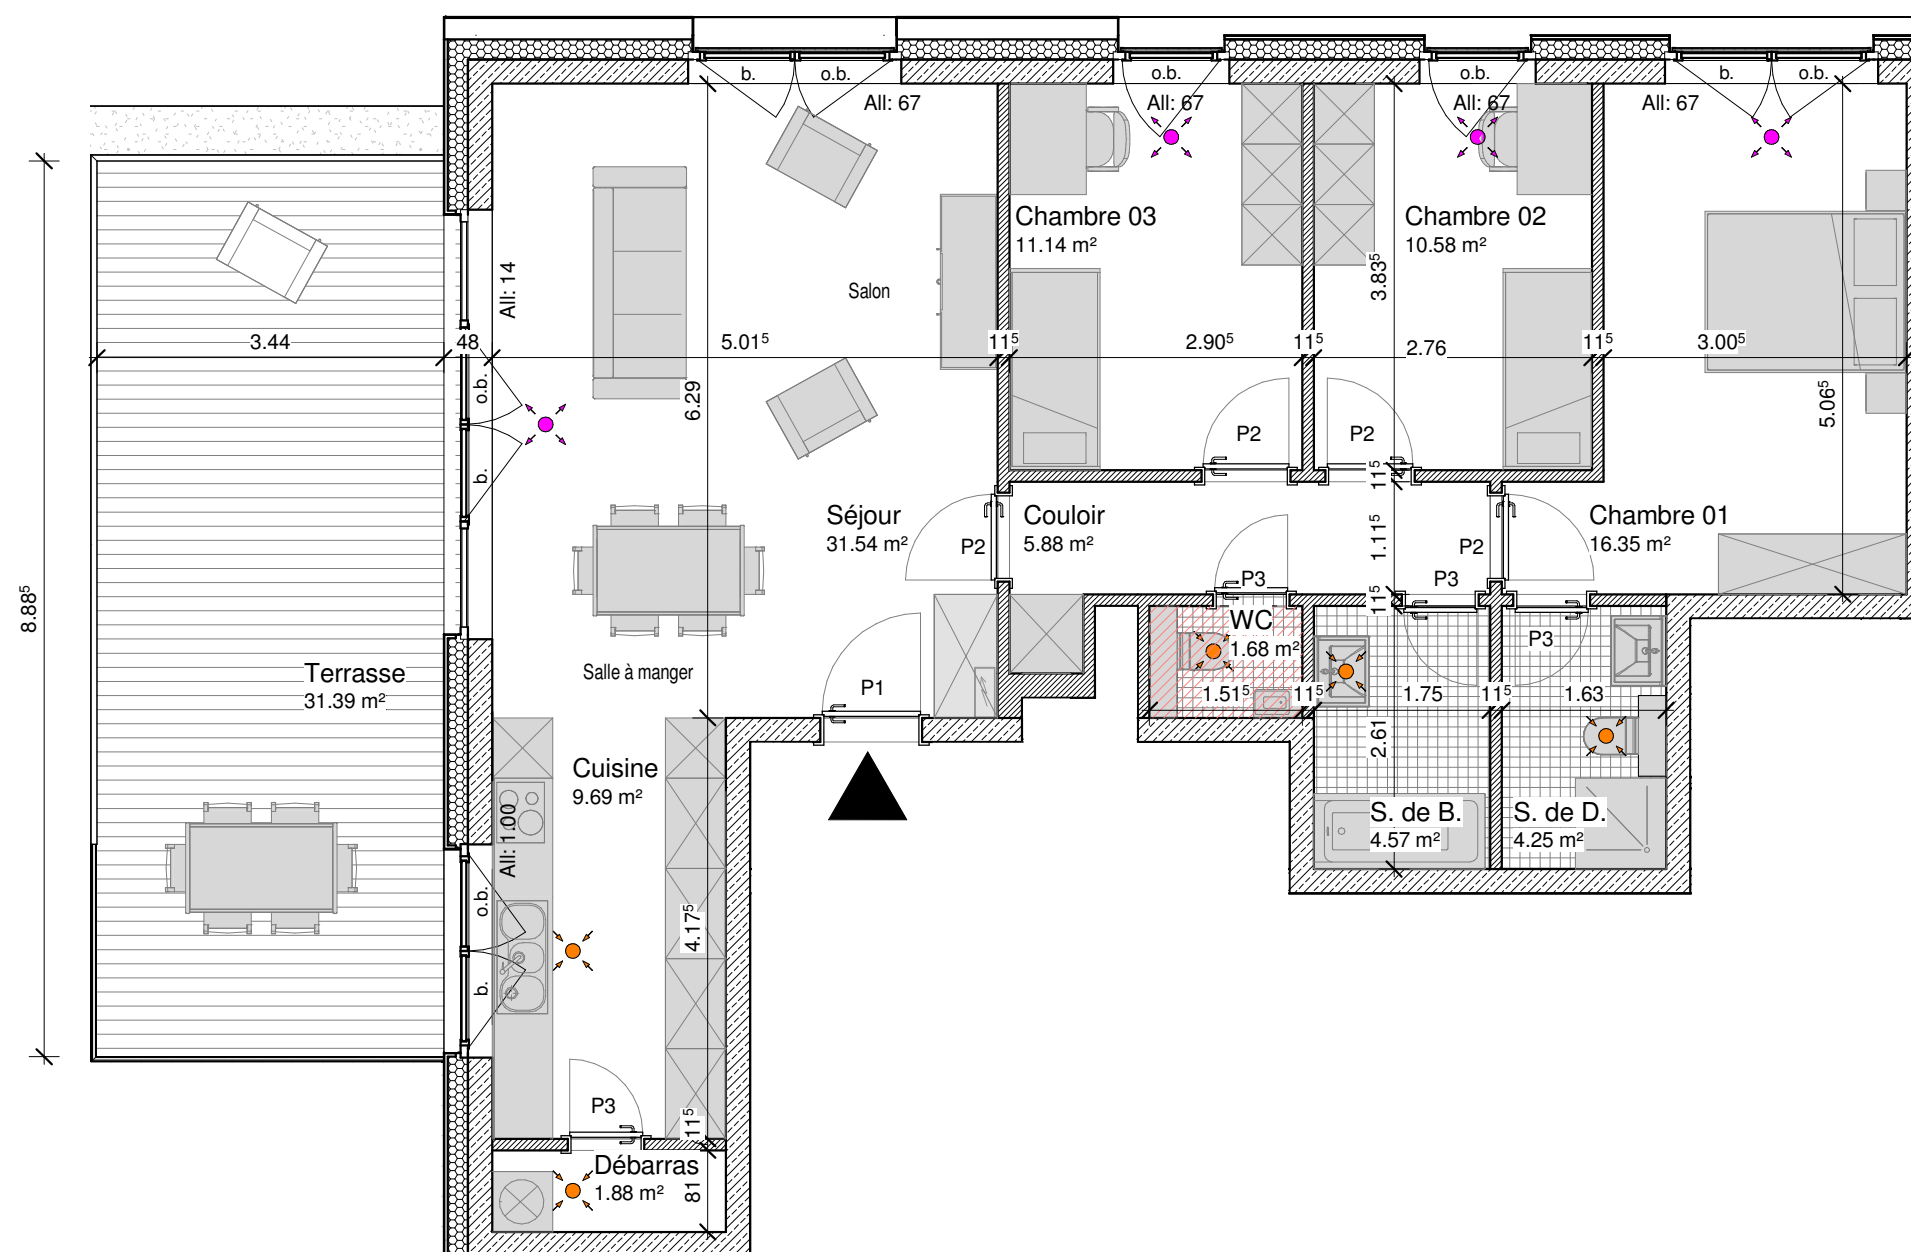 b.
o.b.
o.b.
o.b.
b.
o.b.
All: 67
All: 67
All: 67
All: 67
Chambre 03
11.14 m²
Chambre 02
10.58 m²
All: 14
Salon
3.83⁵
3.44
48
5.01⁵
11⁵
2.90⁵
11⁵
2.76
11⁵
3.00⁵
o.b.
6.29
5.06⁵
P2
P2
b.
11⁵
Séjour
31.54 m²
P2
Couloir
5.88 m²
1.11⁵
P2
Chambre 01
16.35 m²
P3
P3
11⁵
8.88⁵
WC
1.68 m²
P3
Terrasse
31.39 m²
Salle à manger
P1
1.51⁵
11⁵
1.75
11⁵
1.63
2.61
Cuisine
9.69 m²
All: 1.00
S. de B.
4.57 m²
S. de D.
4.25 m²
o.b.
4.17⁵
b.
P3
11⁵
Débarras
1.88 m²
81